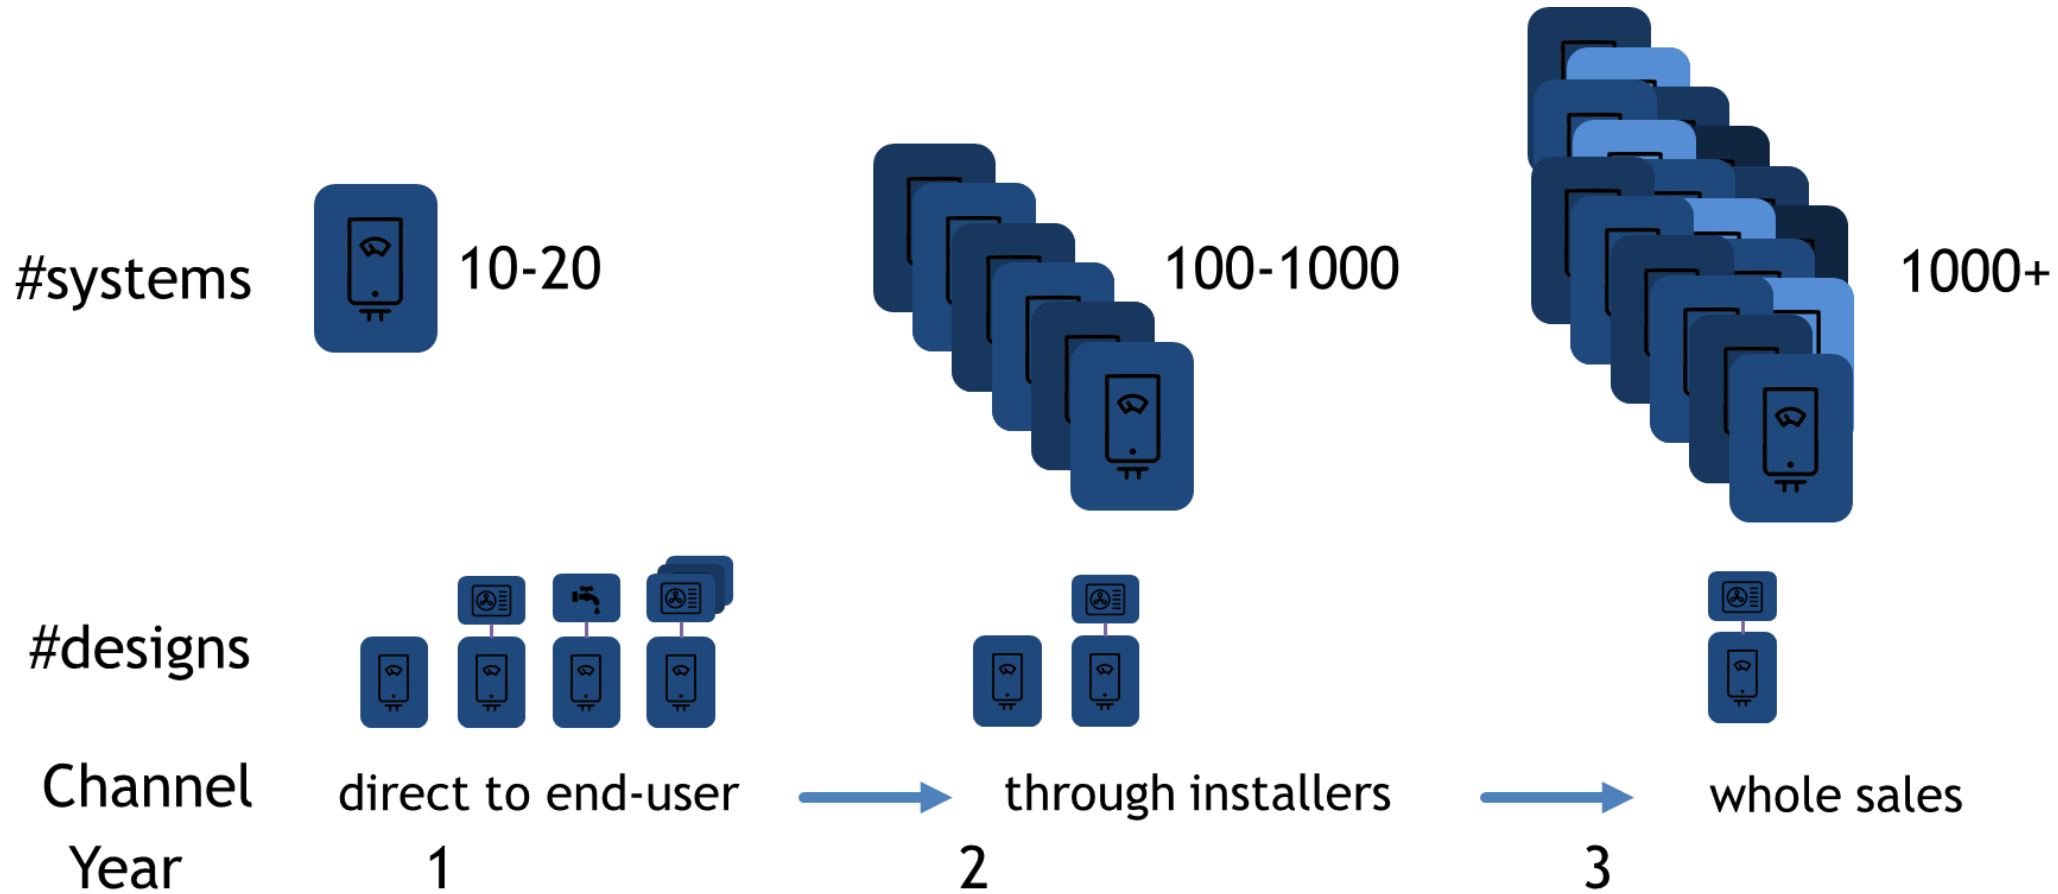 #systems 10-20 100-1000 1000+
#designs
Channel direct to end-user through installers whole sales
Year 1 2 3